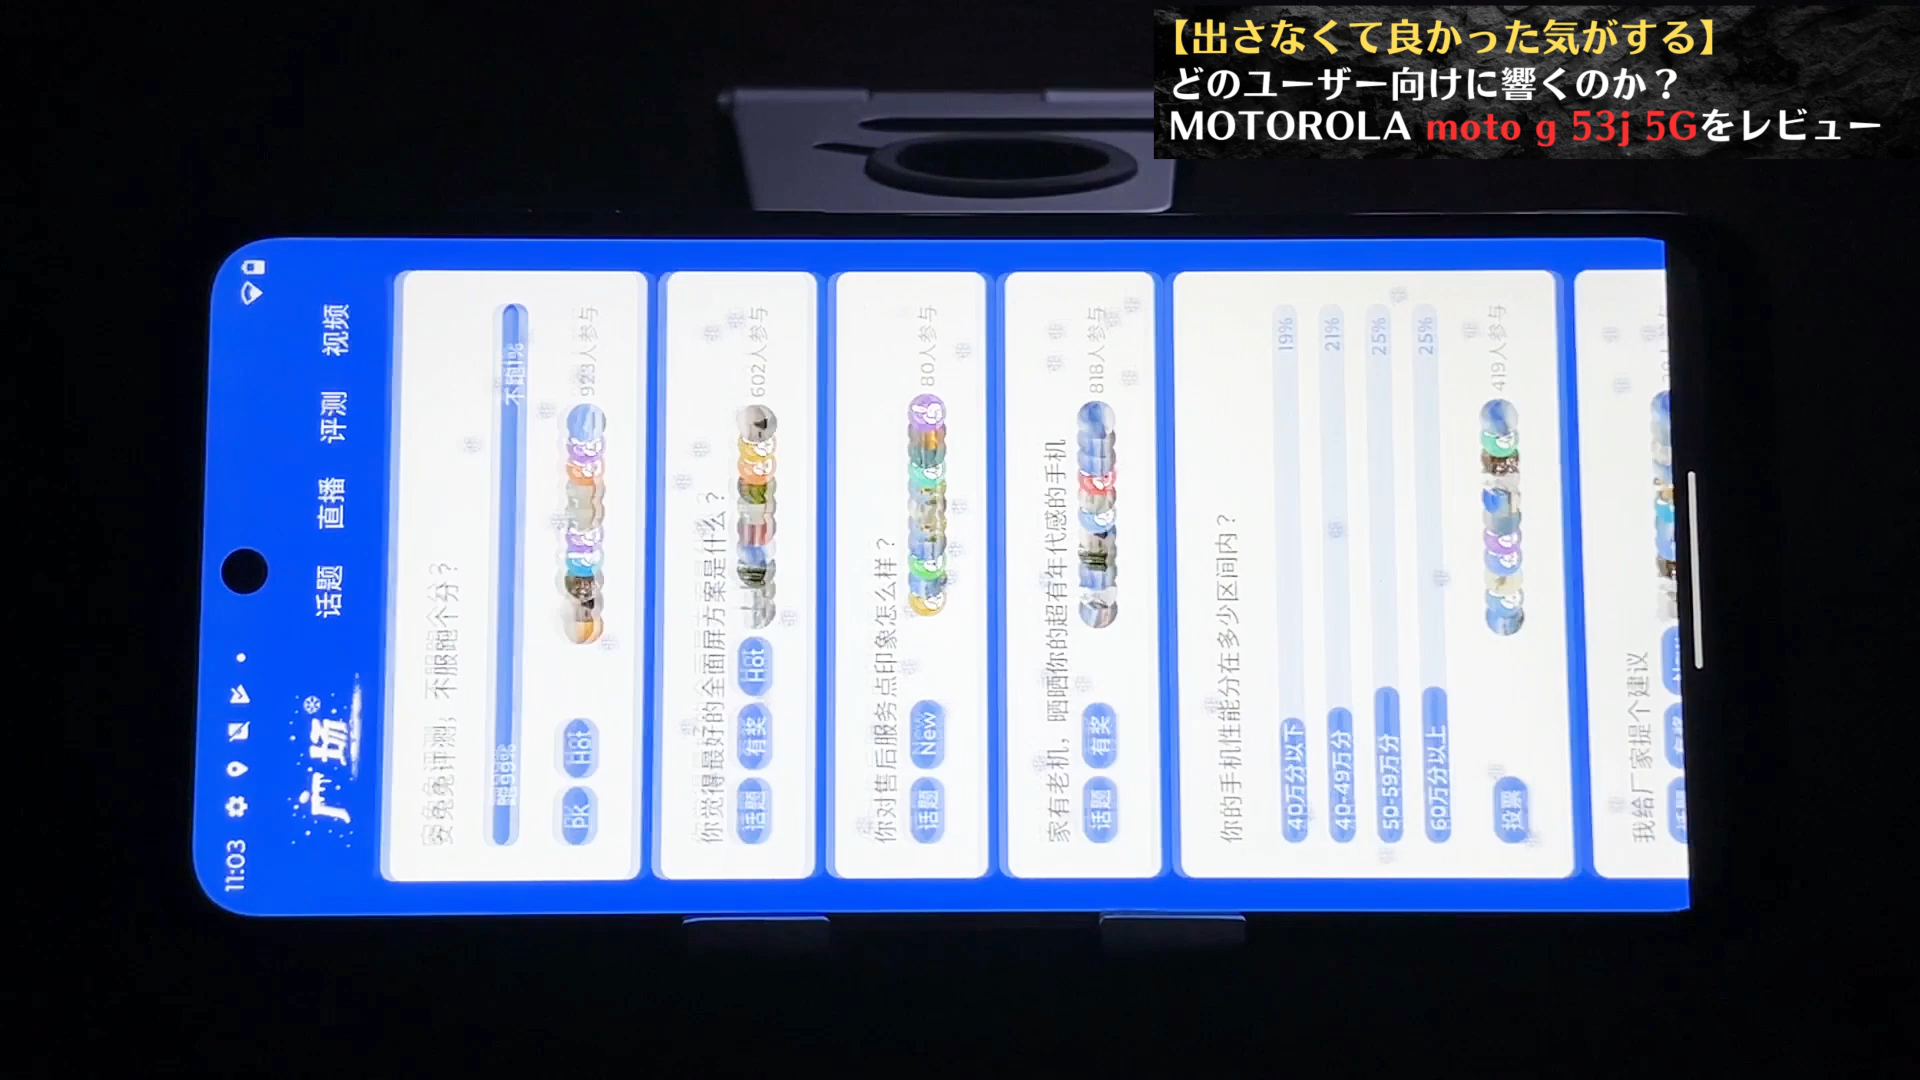 【出さなくて良かった気がする】
どのユーザー向けに響くのか？
MOTOROLA moto g 53j 5Gをレビュー
11:03
广场
话题 直播 评测 视频
安兔兔评测，不服跑个分？
跑99%
不跑1%
pk Hot
923人参与
你觉得最好的全面屏方案是什么？
话题 有奖 Hot
602人参与
你对售后服务点印象怎么样？
话题 New
80人参与
家有老机，晒晒你的超有年代感的手机
话题 有奖
818人参与
你的手机性能分在多少区间内？
40万分以下 19%
40-49万分 21%
50-59万分 25%
60万分以上 25%
投票
419人参与
我给厂家提个建议